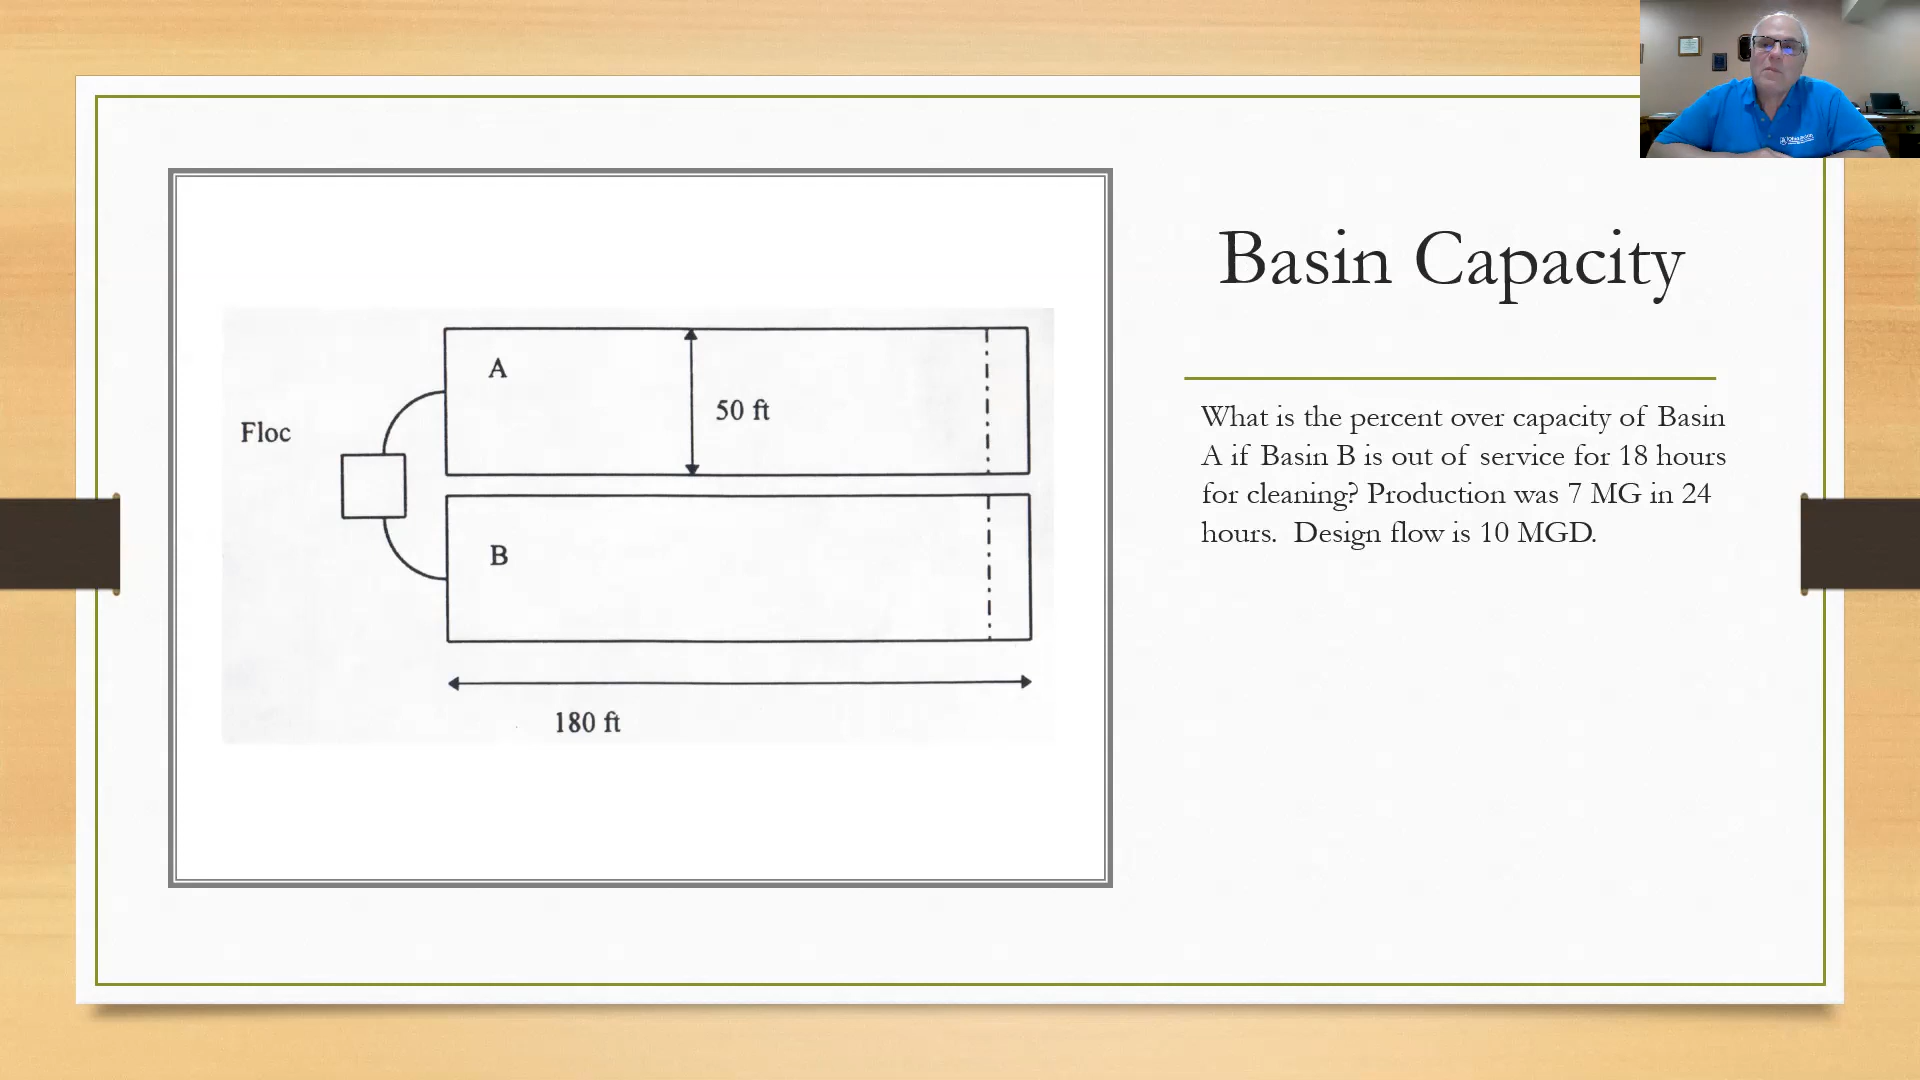 Basin Capacity
Floc
A
50 ft
B
180 ft
What is the percent over capacity of Basin
A if Basin B is out of service for 18 hours
for cleaning? Production was 7 MG in 24
hours. Design flow is 10 MGD.